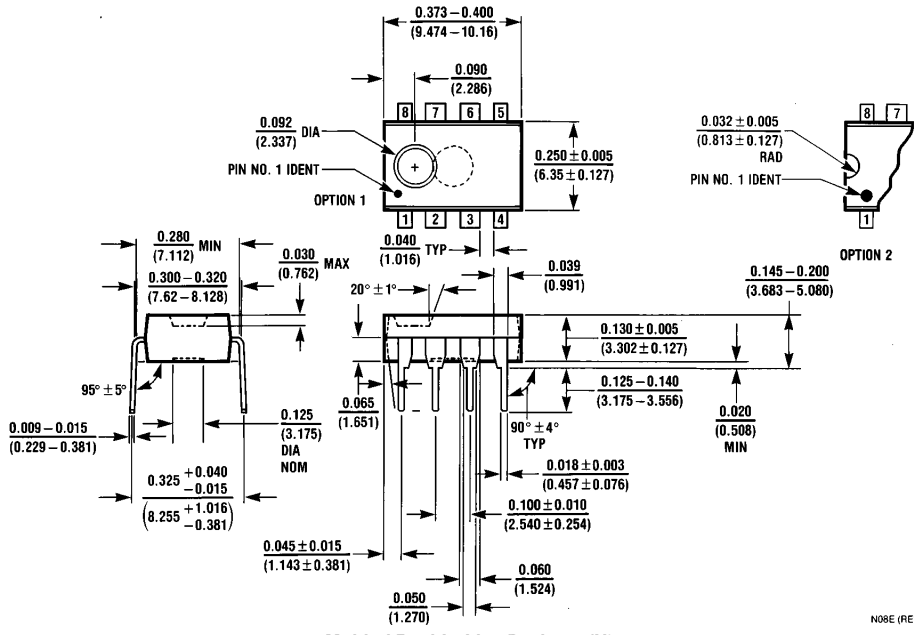 0.373 – 0.400
(9.474 – 10.16)
0.090
(2.286)
8 7 6 5
0.092 DIA
(2.337)
PIN NO. 1 IDENT
OPTION 1
1 2 3 4
0.250 ± 0.005
(6.35 ± 0.127)
0.032 ± 0.005
(0.813 ± 0.127)
RAD
PIN NO. 1 IDENT
8 7
1
OPTION 2
0.280 MIN
(7.112)
0.300 – 0.320
(7.62 – 8.128)
0.030 MAX
(0.762)
0.040 TYP
(1.016)
0.039
(0.991)
20° ± 1°
0.145 – 0.200
(3.683 – 5.080)
0.130 ± 0.005
(3.302 ± 0.127)
0.125 – 0.140
(3.175 – 3.556)
0.020
(0.508)
MIN
95° ± 5°
0.065
(1.651)
90° ± 4°
TYP
0.009 – 0.015
(0.229 – 0.381)
0.125
(3.175)
DIA
NOM
0.018 ± 0.003
(0.457 ± 0.076)
0.325 +0.040
–0.015
(8.255 +1.016
–0.381)
0.100 ± 0.010
(2.540 ± 0.254)
0.045 ± 0.015
(1.143 ± 0.381)
0.060
(1.524)
0.050
(1.270)
N08E (RE